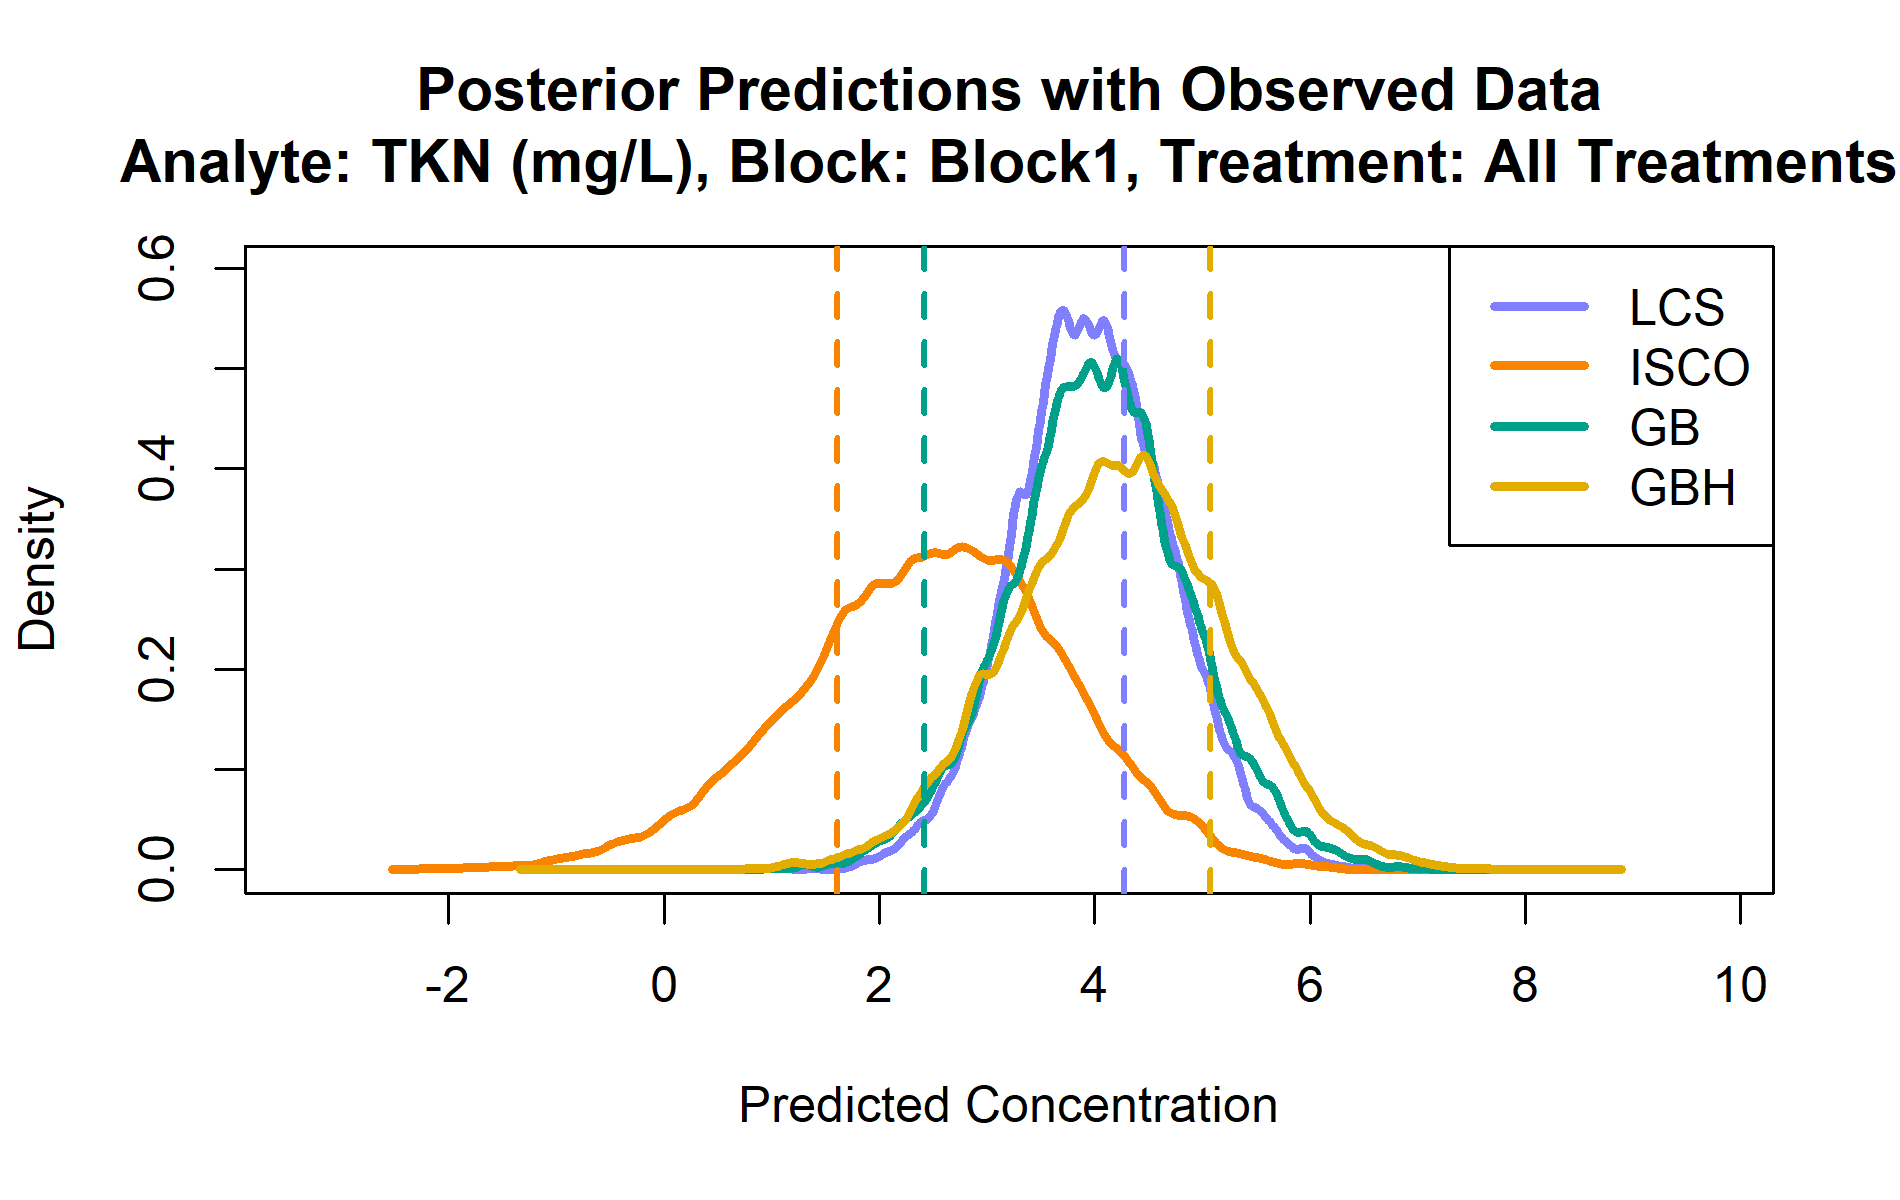 Posterior Predictions with Observed Data
Analyte: TKN (mg/L), Block: Block1, Treatment: All Treatments
0.6
0.4
0.2
0.0
Density
LCS
ISCO
GB
GBH
-2 0 2 4 6 8 10
Predicted Concentration